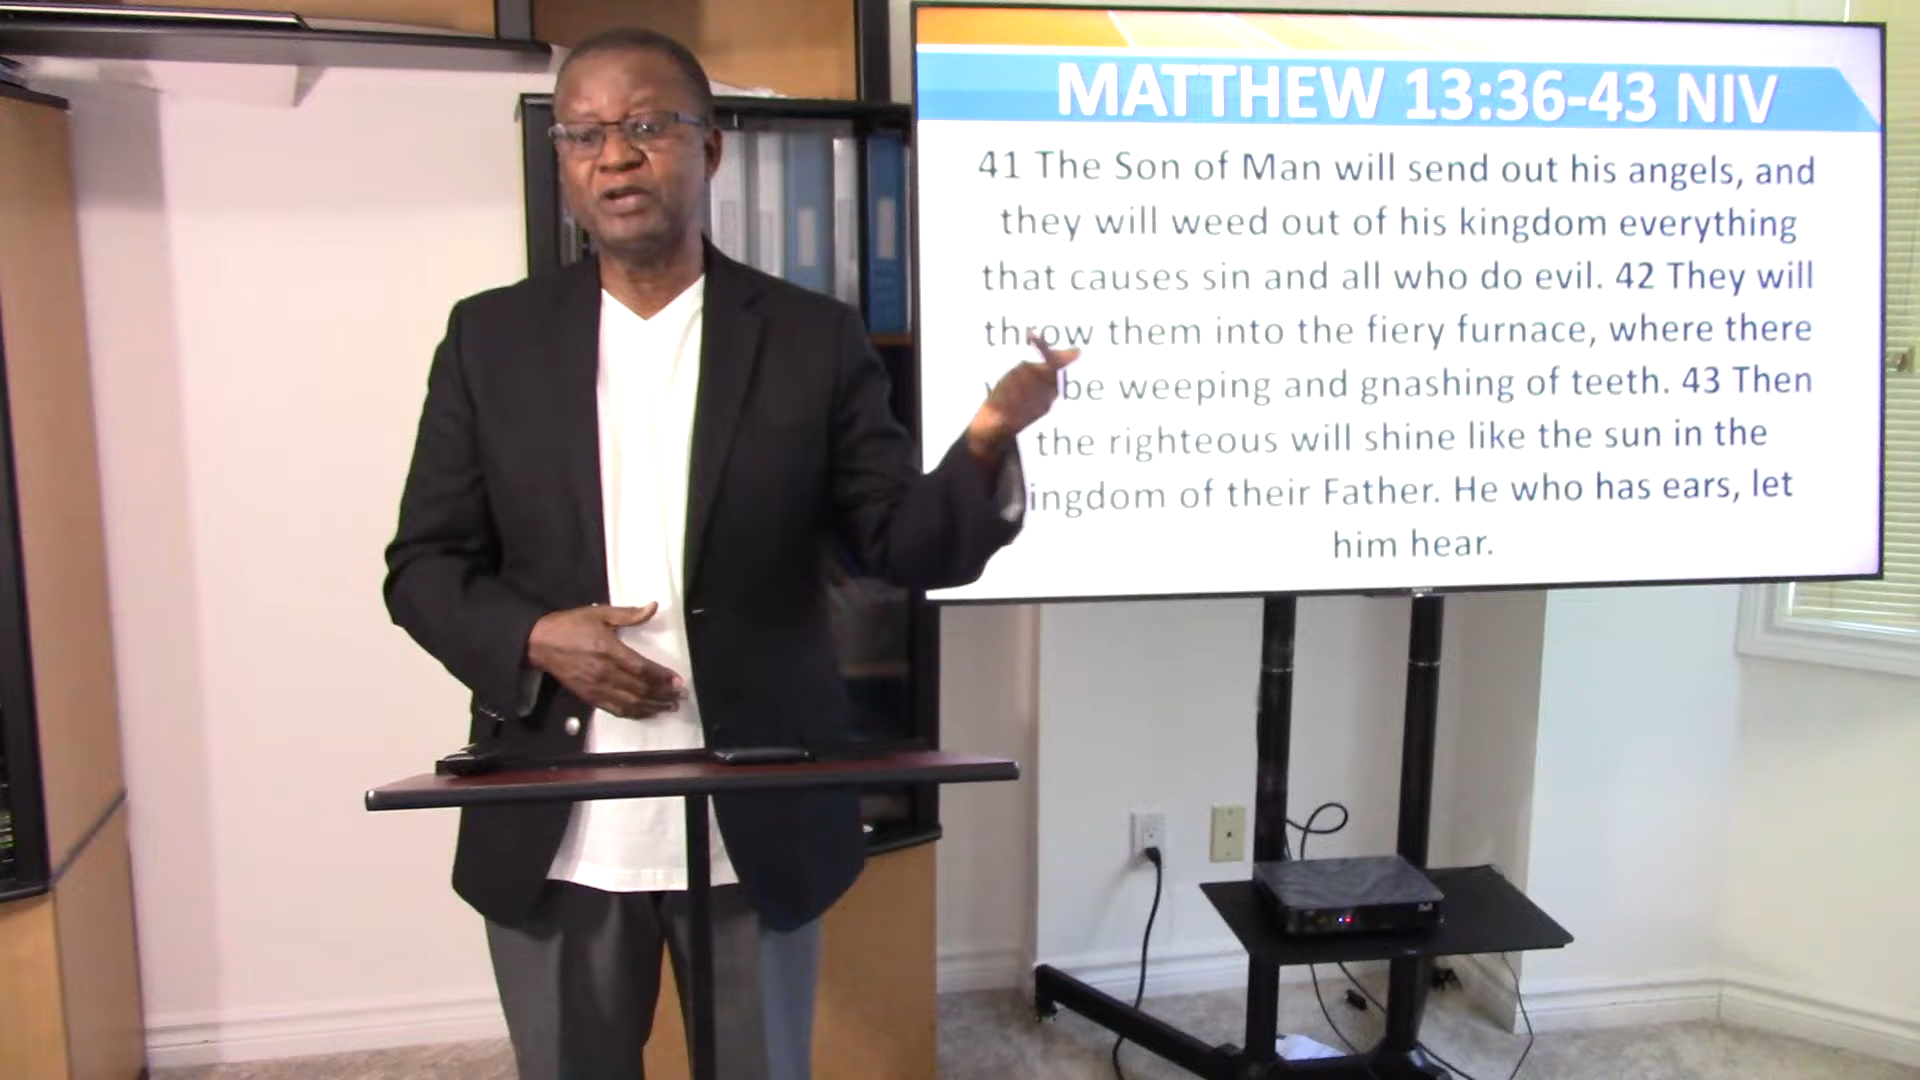 MATTHEW 13:36-43 NIV
41 The Son of Man will send out his angels, and
they will weed out of his kingdom everything
that causes sin and all who do evil. 42 They will
throw them into the fiery furnace, where there
be weeping and gnashing of teeth. 43 Then
the righteous will shine like the sun in the
ingdom of their Father. He who has ears, let
him hear.